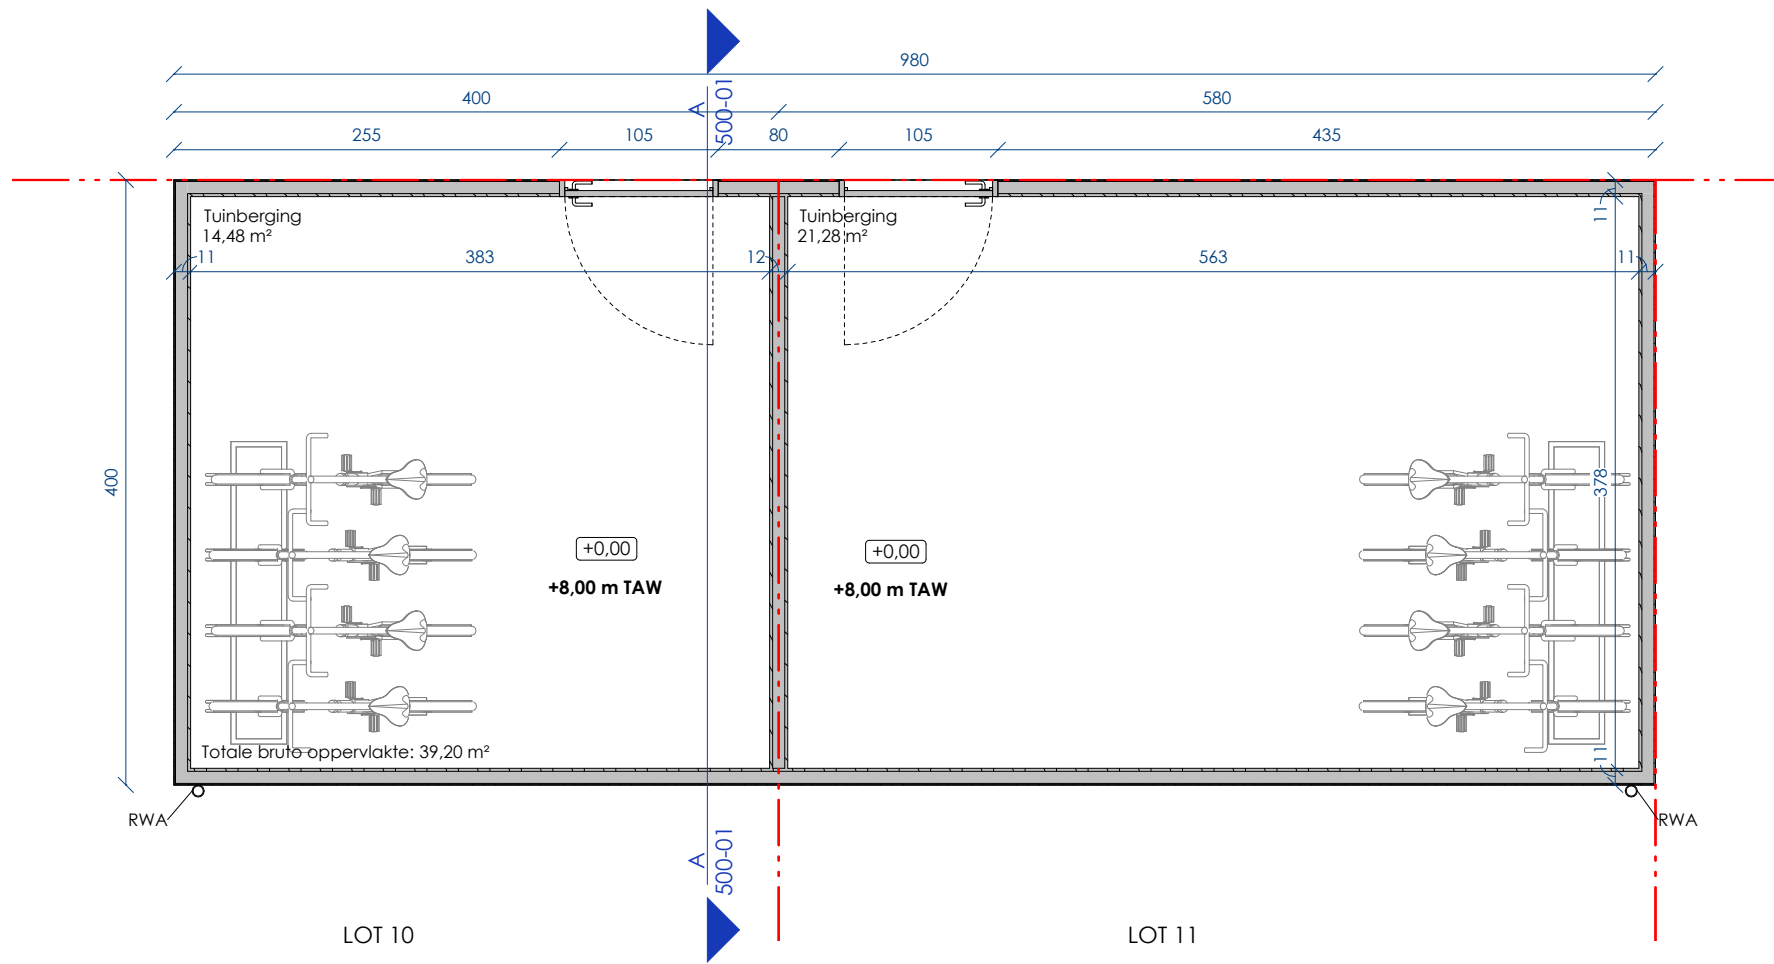 980
400
580
A
500-01
255
105
80
105
435
Tuinberging
14,48 m²
Tuinberging
21,28 m²
11
11
383
12
563
11
400
378
+0,00
+8,00 m TAW
+0,00
+8,00 m TAW
Totale bruto oppervlakte: 39,20 m²
11
RWA
RWA
A
500-01
LOT 10
LOT 11